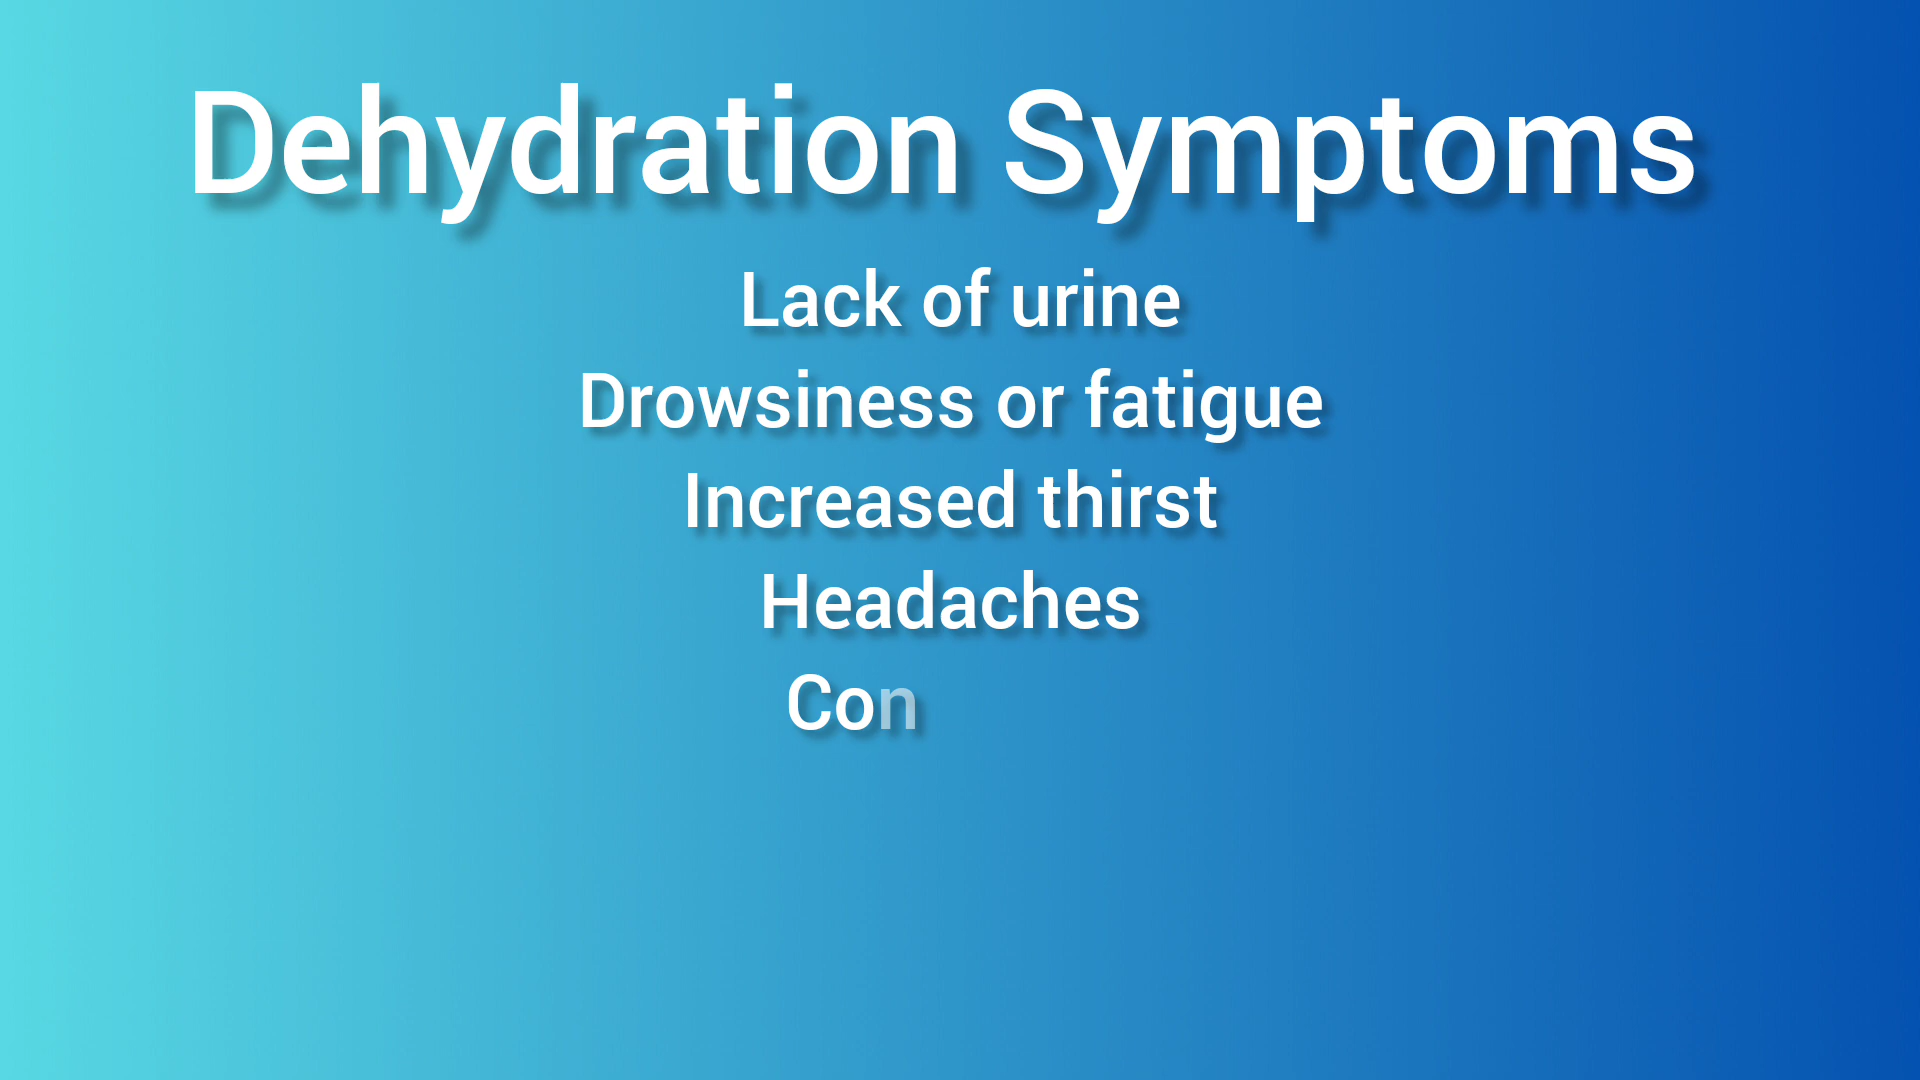 Dehydration Symptoms
Lack of urine
Drowsiness or fatigue
Increased thirst
Headaches
Con